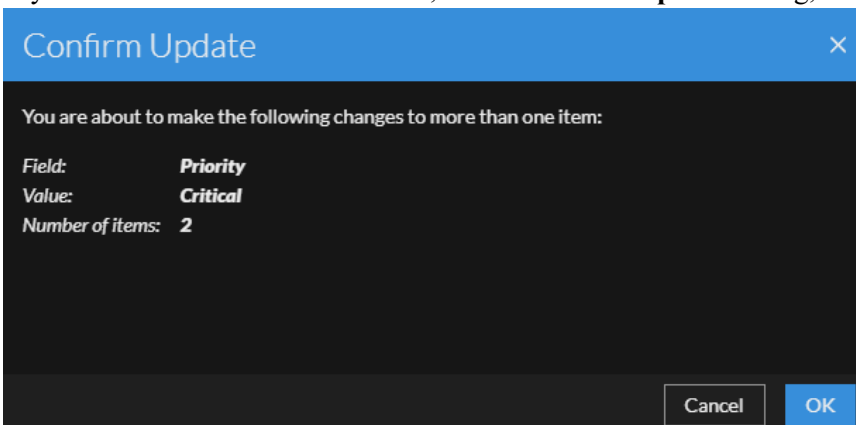 Confirm Update
You are about to make the following changes to more than one item:
Field: Priority
Value: Critical
Number of items: 2
Cancel OK